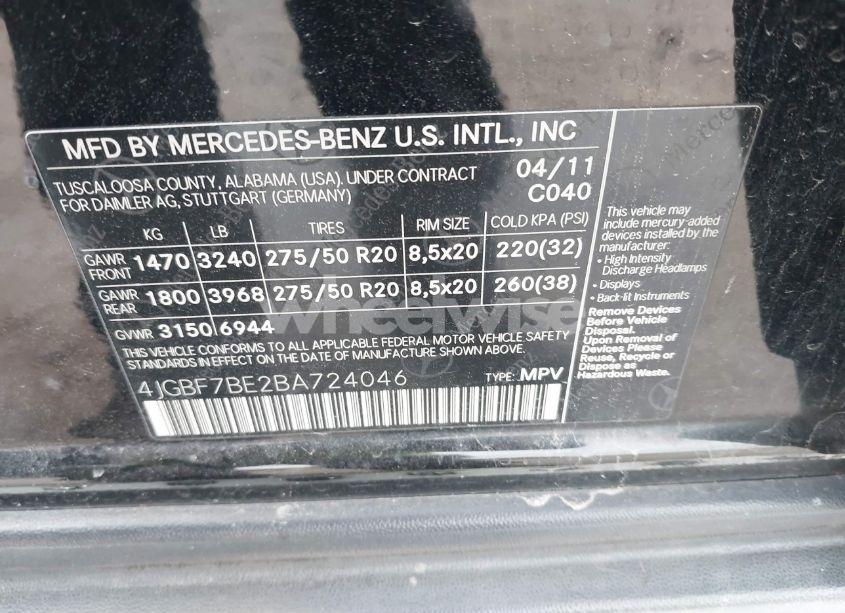 MFD BY MERCEDES-BENZ U.S. INTL., INC
TUSCALOOSA COUNTY, ALABAMA (USA). UNDER CONTRACT
FOR DAIMLER AG, STUTTGART (GERMANY)
04/11
C040
KG LB TIRES RIM SIZE COLD KPA (PSI)
GAWR FRONT 1470 3240 275/50 R20 8,5x20 220(32)
GAWR REAR 1800 3968 275/50 R20 8,5x20 260(38)
GVWR 3150 6944
THIS VEHICLE CONFORMS TO ALL APPLICABLE FEDERAL MOTOR VEHICLE SAFETY
STANDARDS IN EFFECT ON THE DATE OF MANUFACTURE SHOWN ABOVE.
4JGBF7BE2BA724046 TYPE: MPV
This vehicle may
include mercury-added
devices installed by the
manufacturer:
• High Intensity
Discharge Headlamps
• Displays
• Back-lit Instruments
Remove Devices
Before Vehicle
Disposal.
Upon Removal of
Devices Please
Reuse, Recycle or
Dispose as
Hazardous Waste.
wheelwise